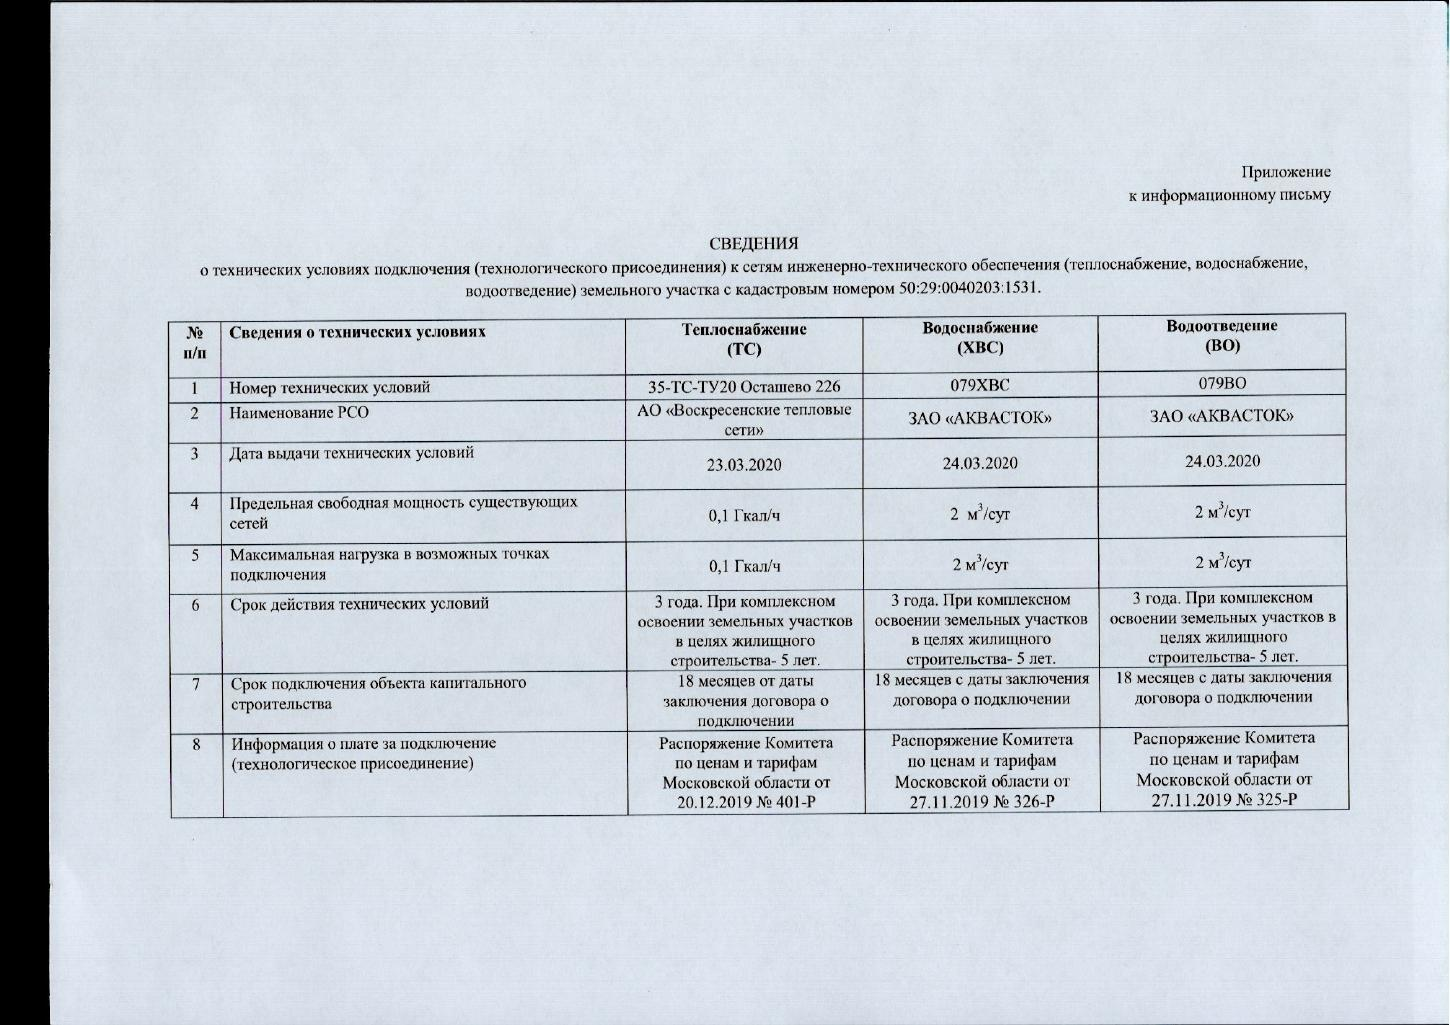 Приложение
к информационному письму
СВЕДЕНИЯ
о технических условиях подключения (технологического присоединения) к сетям инженерно-технического обеспечения (теплоснабжение, водоснабжение,
водоотведение) земельного участка с кадастровым номером 50:29:0040203:1531.
№
п/п
Сведения о технических условиях
Теплоснабжение
(ТС)
Водоснабжение
(ХВС)
Водоотведение
(ВО)
1
Номер технических условий
35-ТС-ТУ20 Осташево 226
079ХВС
079ВО
2
Наименование РСО
АО «Воскресенские тепловые
сети»
ЗАО «АКВАСТОК»
ЗАО «АКВАСТОК»
3
Дата выдачи технических условий
23.03.2020
24.03.2020
24.03.2020
4
Предельная свободная мощность существующих
сетей
0,1 Гкал/ч
2 м³/сут
2 м³/сут
5
Максимальная нагрузка в возможных точках
подключения
0,1 Гкал/ч
2 м³/сут
2 м³/сут
6
Срок действия технических условий
3 года. При комплексном
освоении земельных участков
в целях жилищного
строительства- 5 лет.
3 года. При комплексном
освоении земельных участков
в целях жилищного
строительства- 5 лет.
3 года. При комплексном
освоении земельных участков в
целях жилищного
строительства- 5 лет.
7
Срок подключения объекта капитального
строительства
18 месяцев от даты
заключения договора о
подключении
18 месяцев с даты заключения
договора о подключении
18 месяцев с даты заключения
договора о подключении
8
Информация о плате за подключение
(технологическое присоединение)
Распоряжение Комитета
по ценам и тарифам
Московской области от
20.12.2019 № 401-Р
Распоряжение Комитета
по ценам и тарифам
Московской области от
27.11.2019 № 326-Р
Распоряжение Комитета
по ценам и тарифам
Московской области от
27.11.2019 № 325-Р